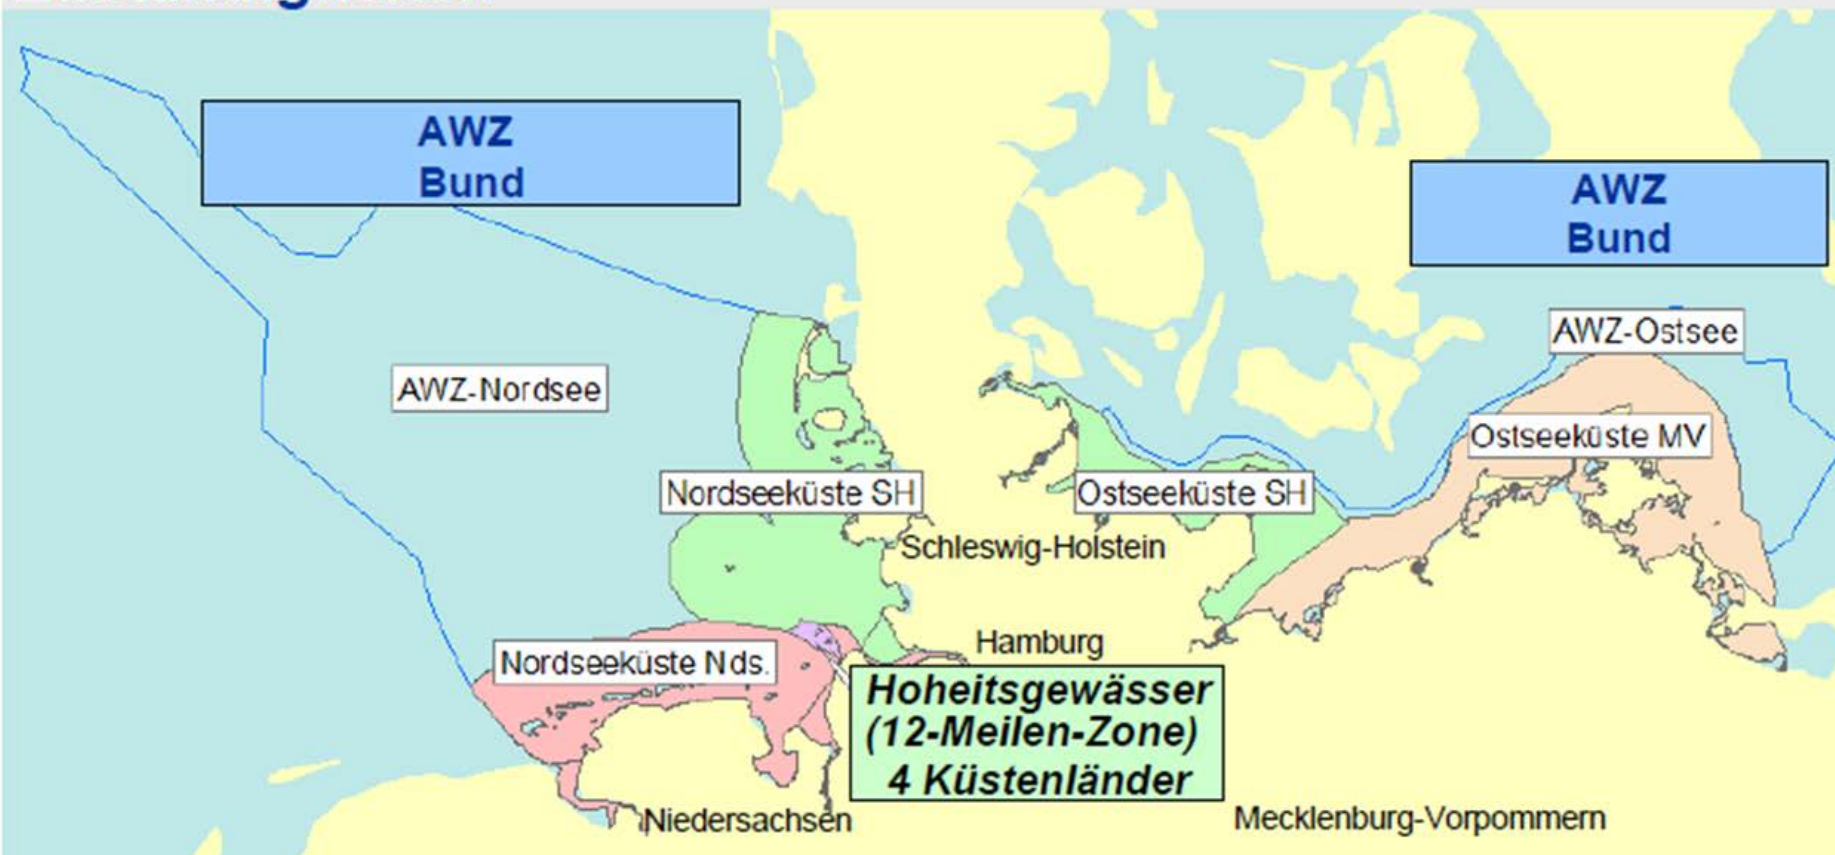 AWZ
Bund
AWZ
Bund
AWZ-Ostsee
AWZ-Nordsee
Ostseeküste MV
Nordseeküste SH
Ostseeküste SH
Schleswig-Holstein
Hamburg
Nordseeküste Nds.
Hoheitsgewässer
(12-Meilen-Zone)
4 Küstenländer
Niedersachsen
Mecklenburg-Vorpommern